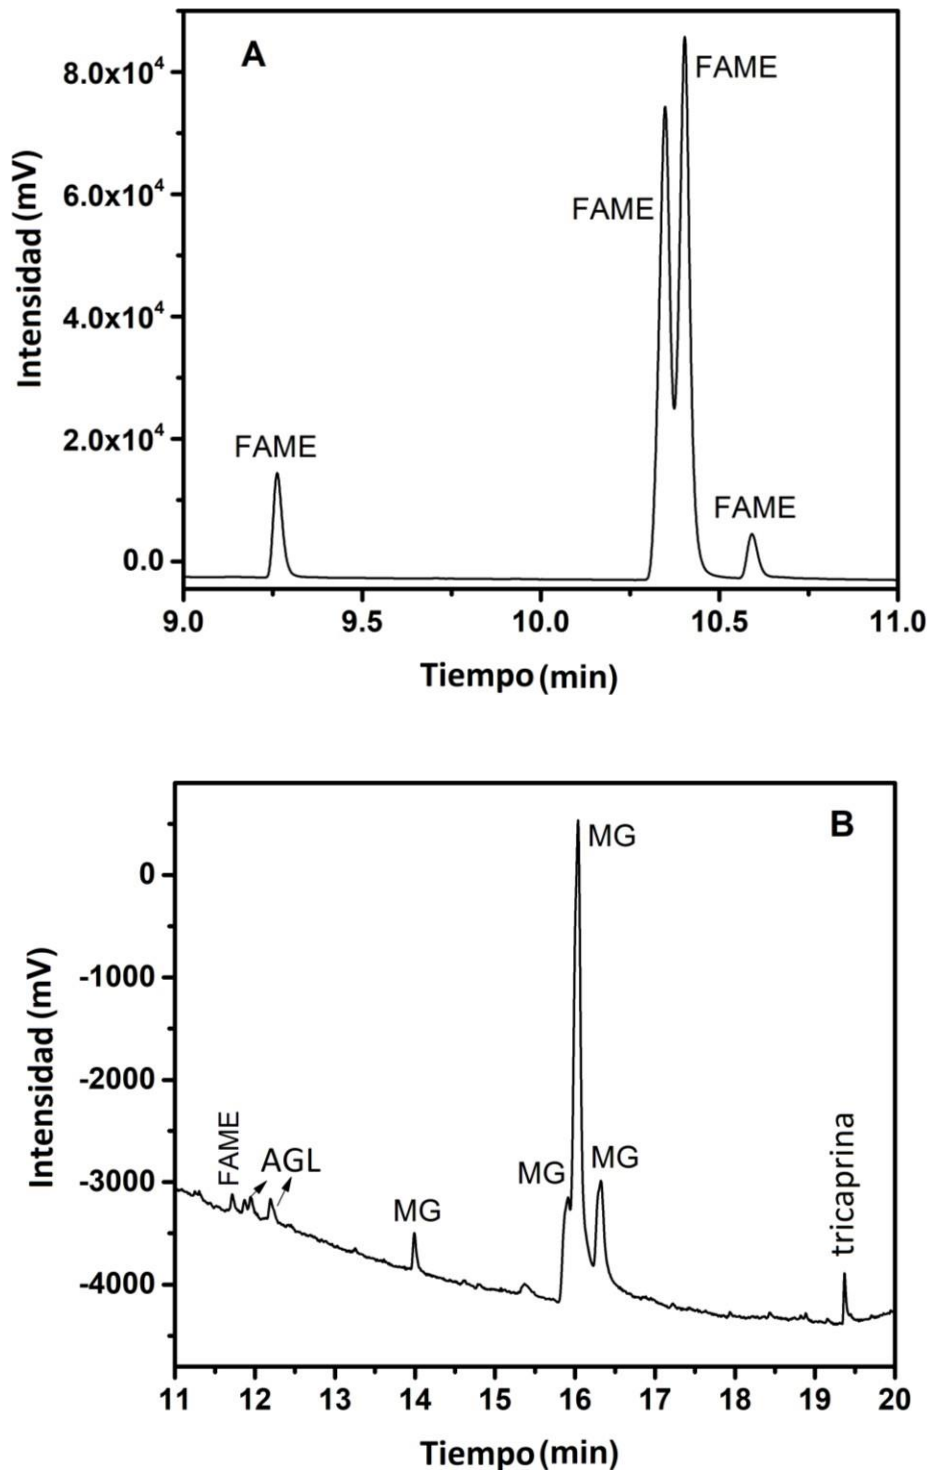 A
FAME
FAME
FAME
FAME
Intensidad (mV)
8.0x10⁴
6.0x10⁴
4.0x10⁴
2.0x10⁴
0.0
9.0 9.5 10.0 10.5 11.0
Tiempo (min)
B
MG
MG
MG
MG
FAME
AGL
tricaprina
Intensidad (mV)
0
-1000
-2000
-3000
-4000
11 12 13 14 15 16 17 18 19 20
Tiempo (min)